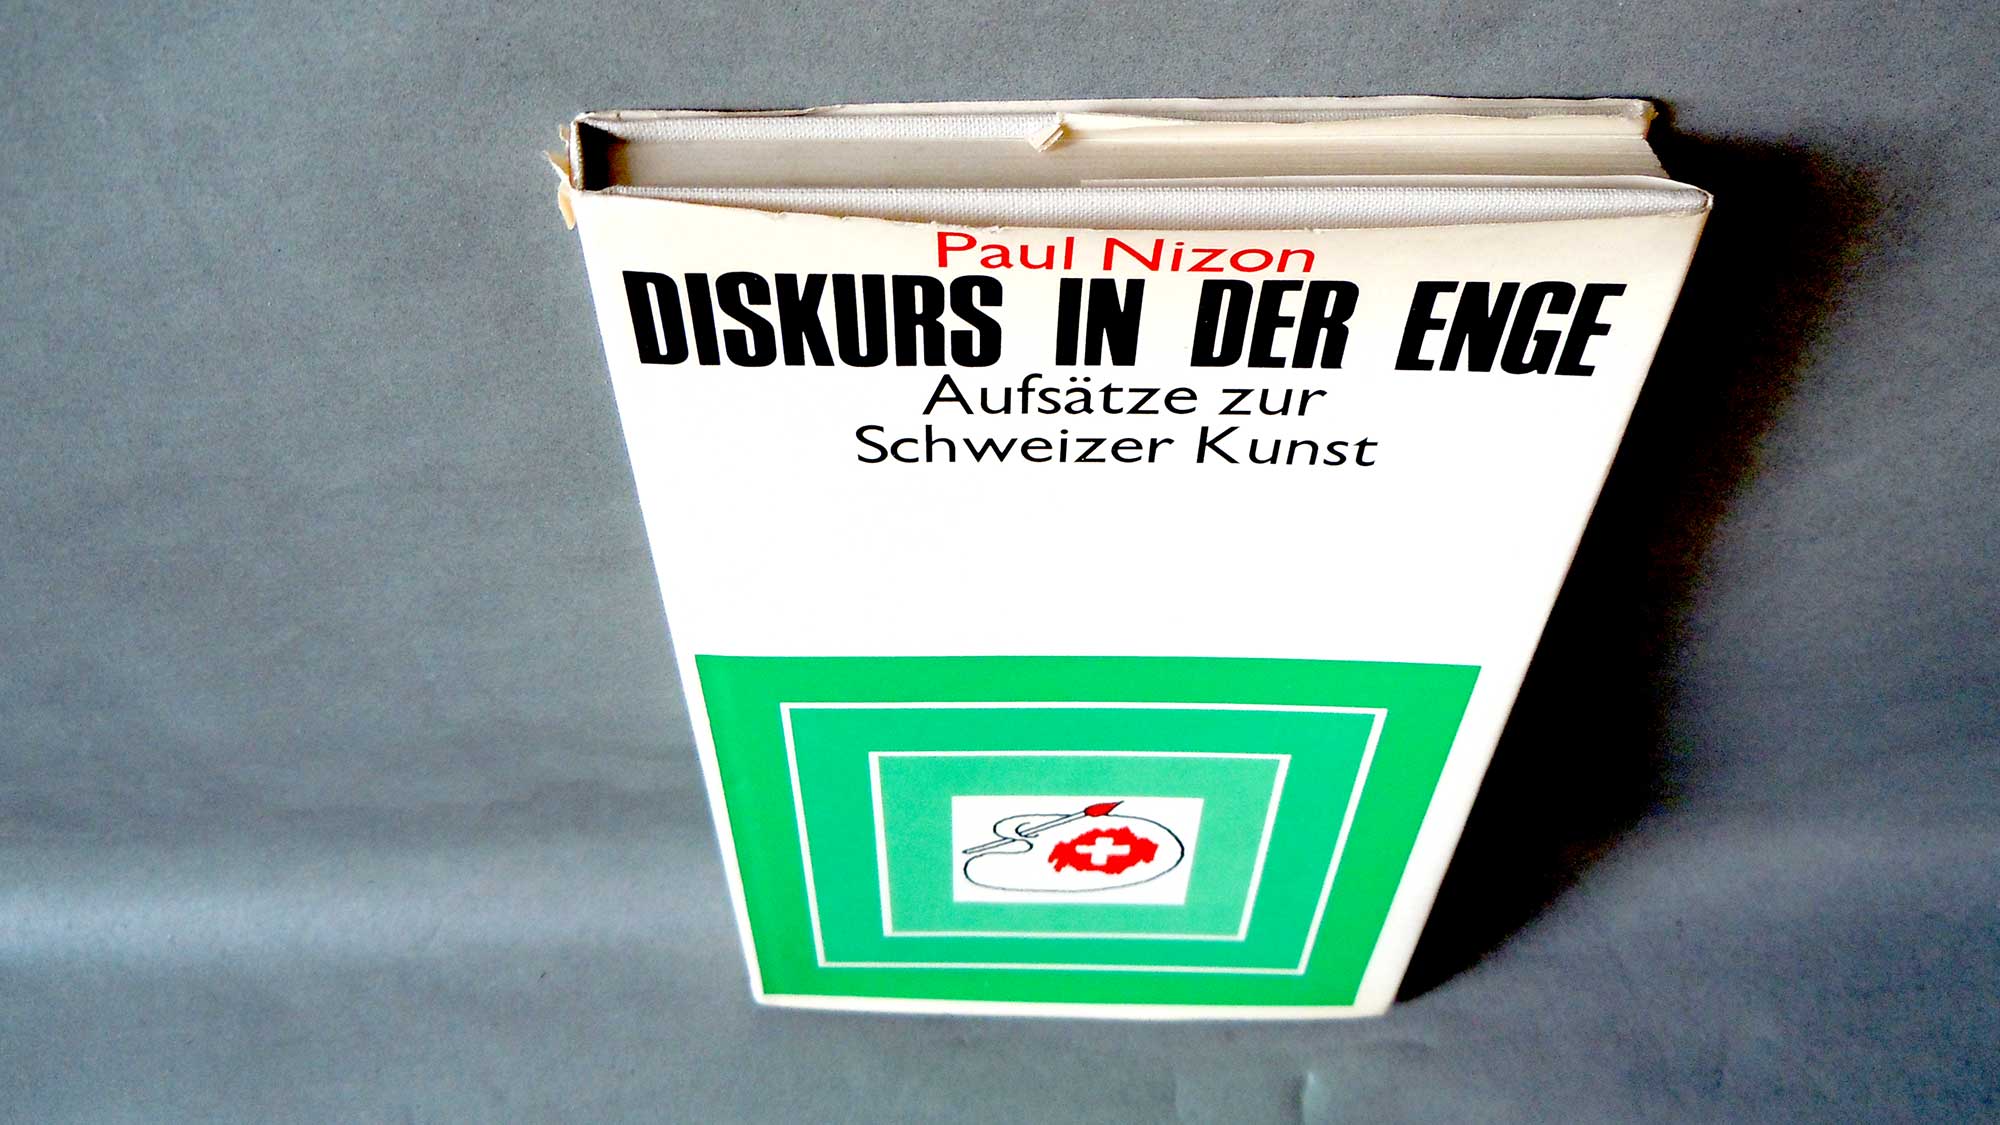 Paul Nizon
DISKURS IN DER ENGE
Aufsätze zur
Schweizer Kunst